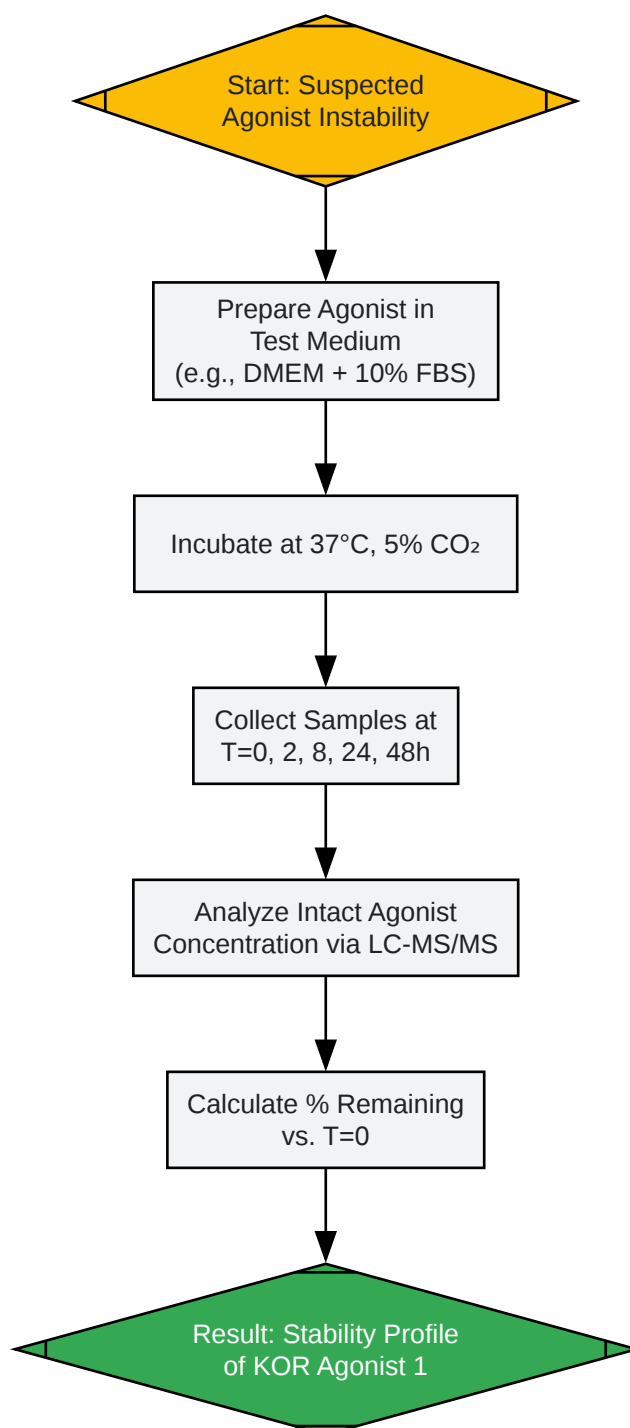 Start: Suspected
Agonist Instability
Prepare Agonist in
Test Medium
(e.g., DMEM + 10% FBS)
Incubate at 37°C, 5% CO₂
Collect Samples at
T=0, 2, 8, 24, 48h
Analyze Intact Agonist
Concentration via LC-MS/MS
Calculate % Remaining
vs. T=0
Result: Stability Profile
of KOR Agonist 1